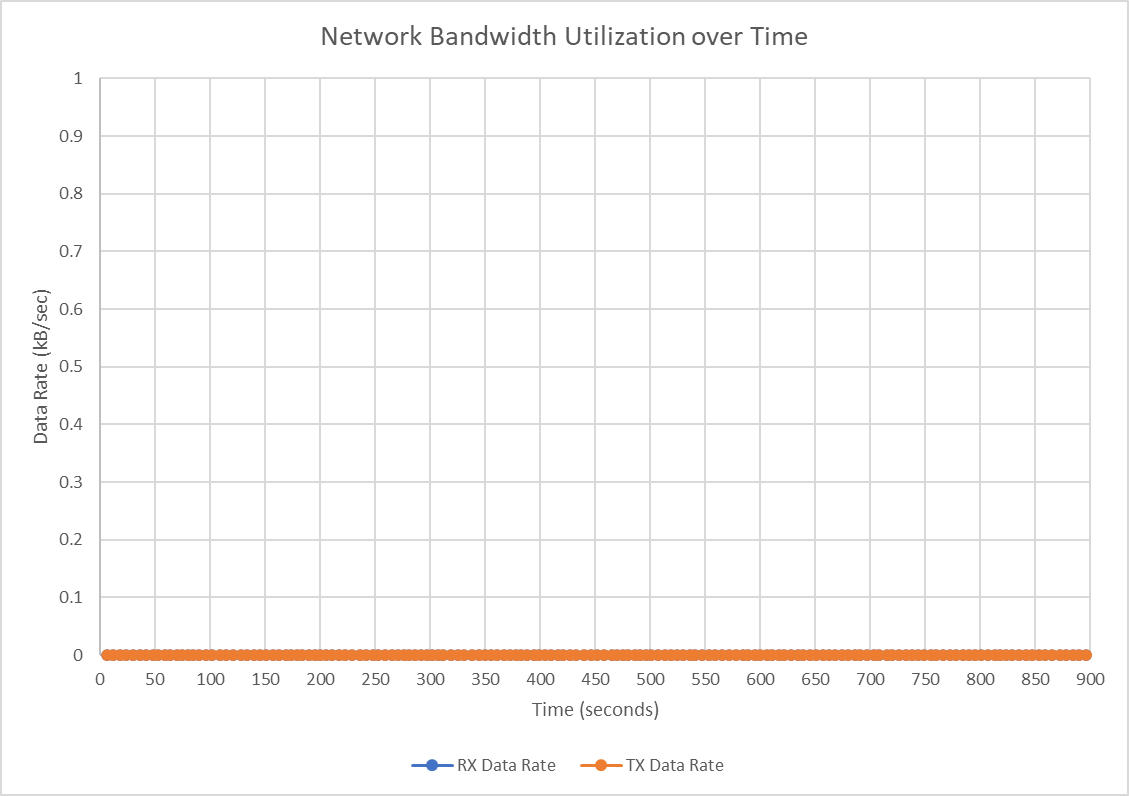 Network Bandwidth Utilization over Time
1
0.9
0.8
0.7
0.6
0.5
0.4
0.3
0.2
0.1
0
Data Rate (kB/sec)
0 50 100 150 200 250 300 350 400 450 500 550 600 650 700 750 800 850 900
Time (seconds)
RX Data Rate TX Data Rate